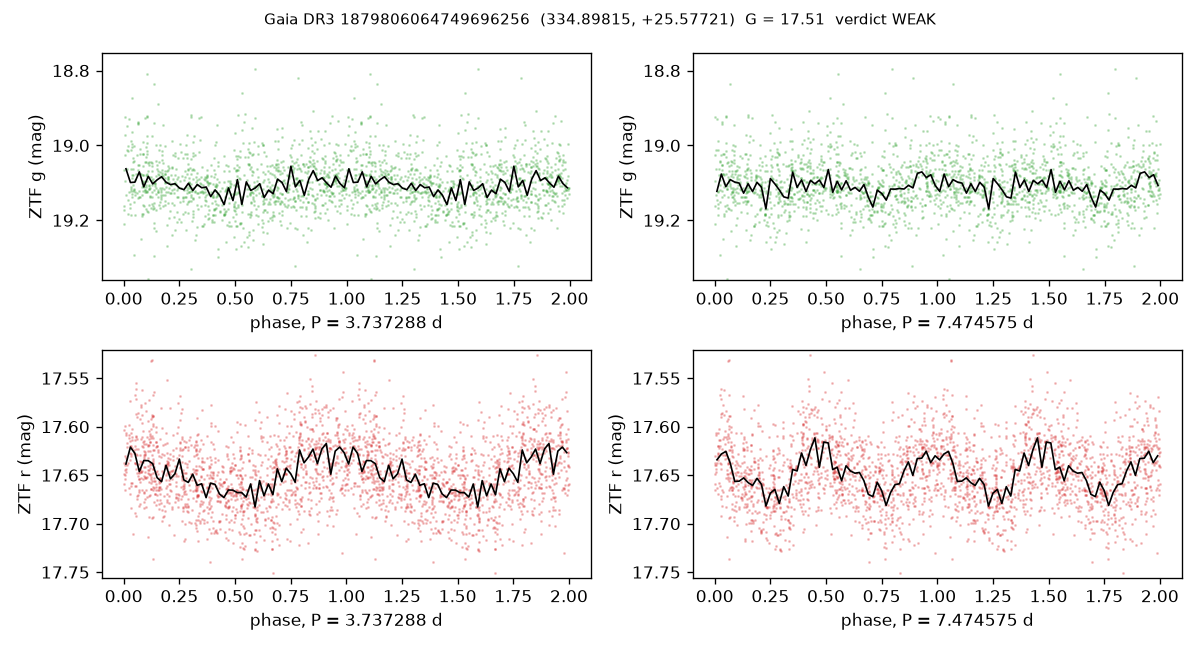 Gaia DR3 1879806064749696256 (334.89815, +25.57721) G = 17.51 verdict WEAK
ZTF g (mag)
18.8
19.0
19.2
0.00 0.25 0.50 0.75 1.00 1.25 1.50 1.75 2.00
phase, P = 3.737288 d
ZTF g (mag)
18.8
19.0
19.2
0.00 0.25 0.50 0.75 1.00 1.25 1.50 1.75 2.00
phase, P = 7.474575 d
ZTF r (mag)
17.55
17.60
17.65
17.70
17.75
0.00 0.25 0.50 0.75 1.00 1.25 1.50 1.75 2.00
phase, P = 3.737288 d
ZTF r (mag)
17.55
17.60
17.65
17.70
17.75
0.00 0.25 0.50 0.75 1.00 1.25 1.50 1.75 2.00
phase, P = 7.474575 d